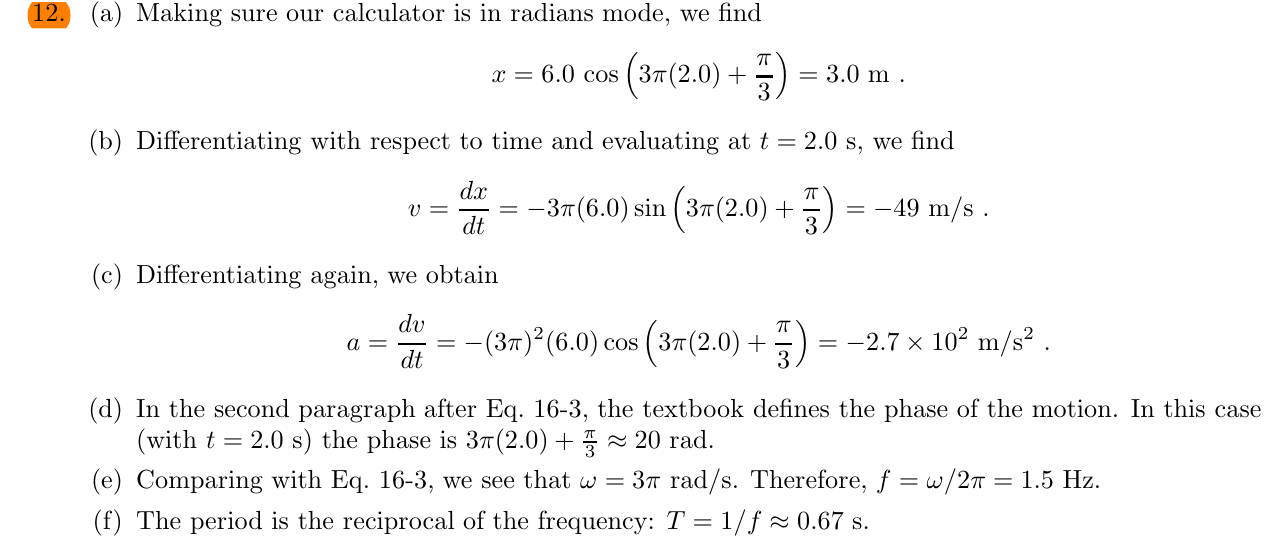 12. (a) Making sure our calculator is in radians mode, we find
x = 6.0 cos (3π(2.0) + π/3) = 3.0 m .
(b) Differentiating with respect to time and evaluating at t = 2.0 s, we find
v = dx/dt = −3π(6.0) sin (3π(2.0) + π/3) = −49 m/s .
(c) Differentiating again, we obtain
a = dv/dt = −(3π)²(6.0) cos (3π(2.0) + π/3) = −2.7 × 10² m/s² .
(d) In the second paragraph after Eq. 16-3, the textbook defines the phase of the motion. In this case
(with t = 2.0 s) the phase is 3π(2.0) + π/3 ≈ 20 rad.
(e) Comparing with Eq. 16-3, we see that ω = 3π rad/s. Therefore, f = ω/2π = 1.5 Hz.
(f) The period is the reciprocal of the frequency: T = 1/f ≈ 0.67 s.